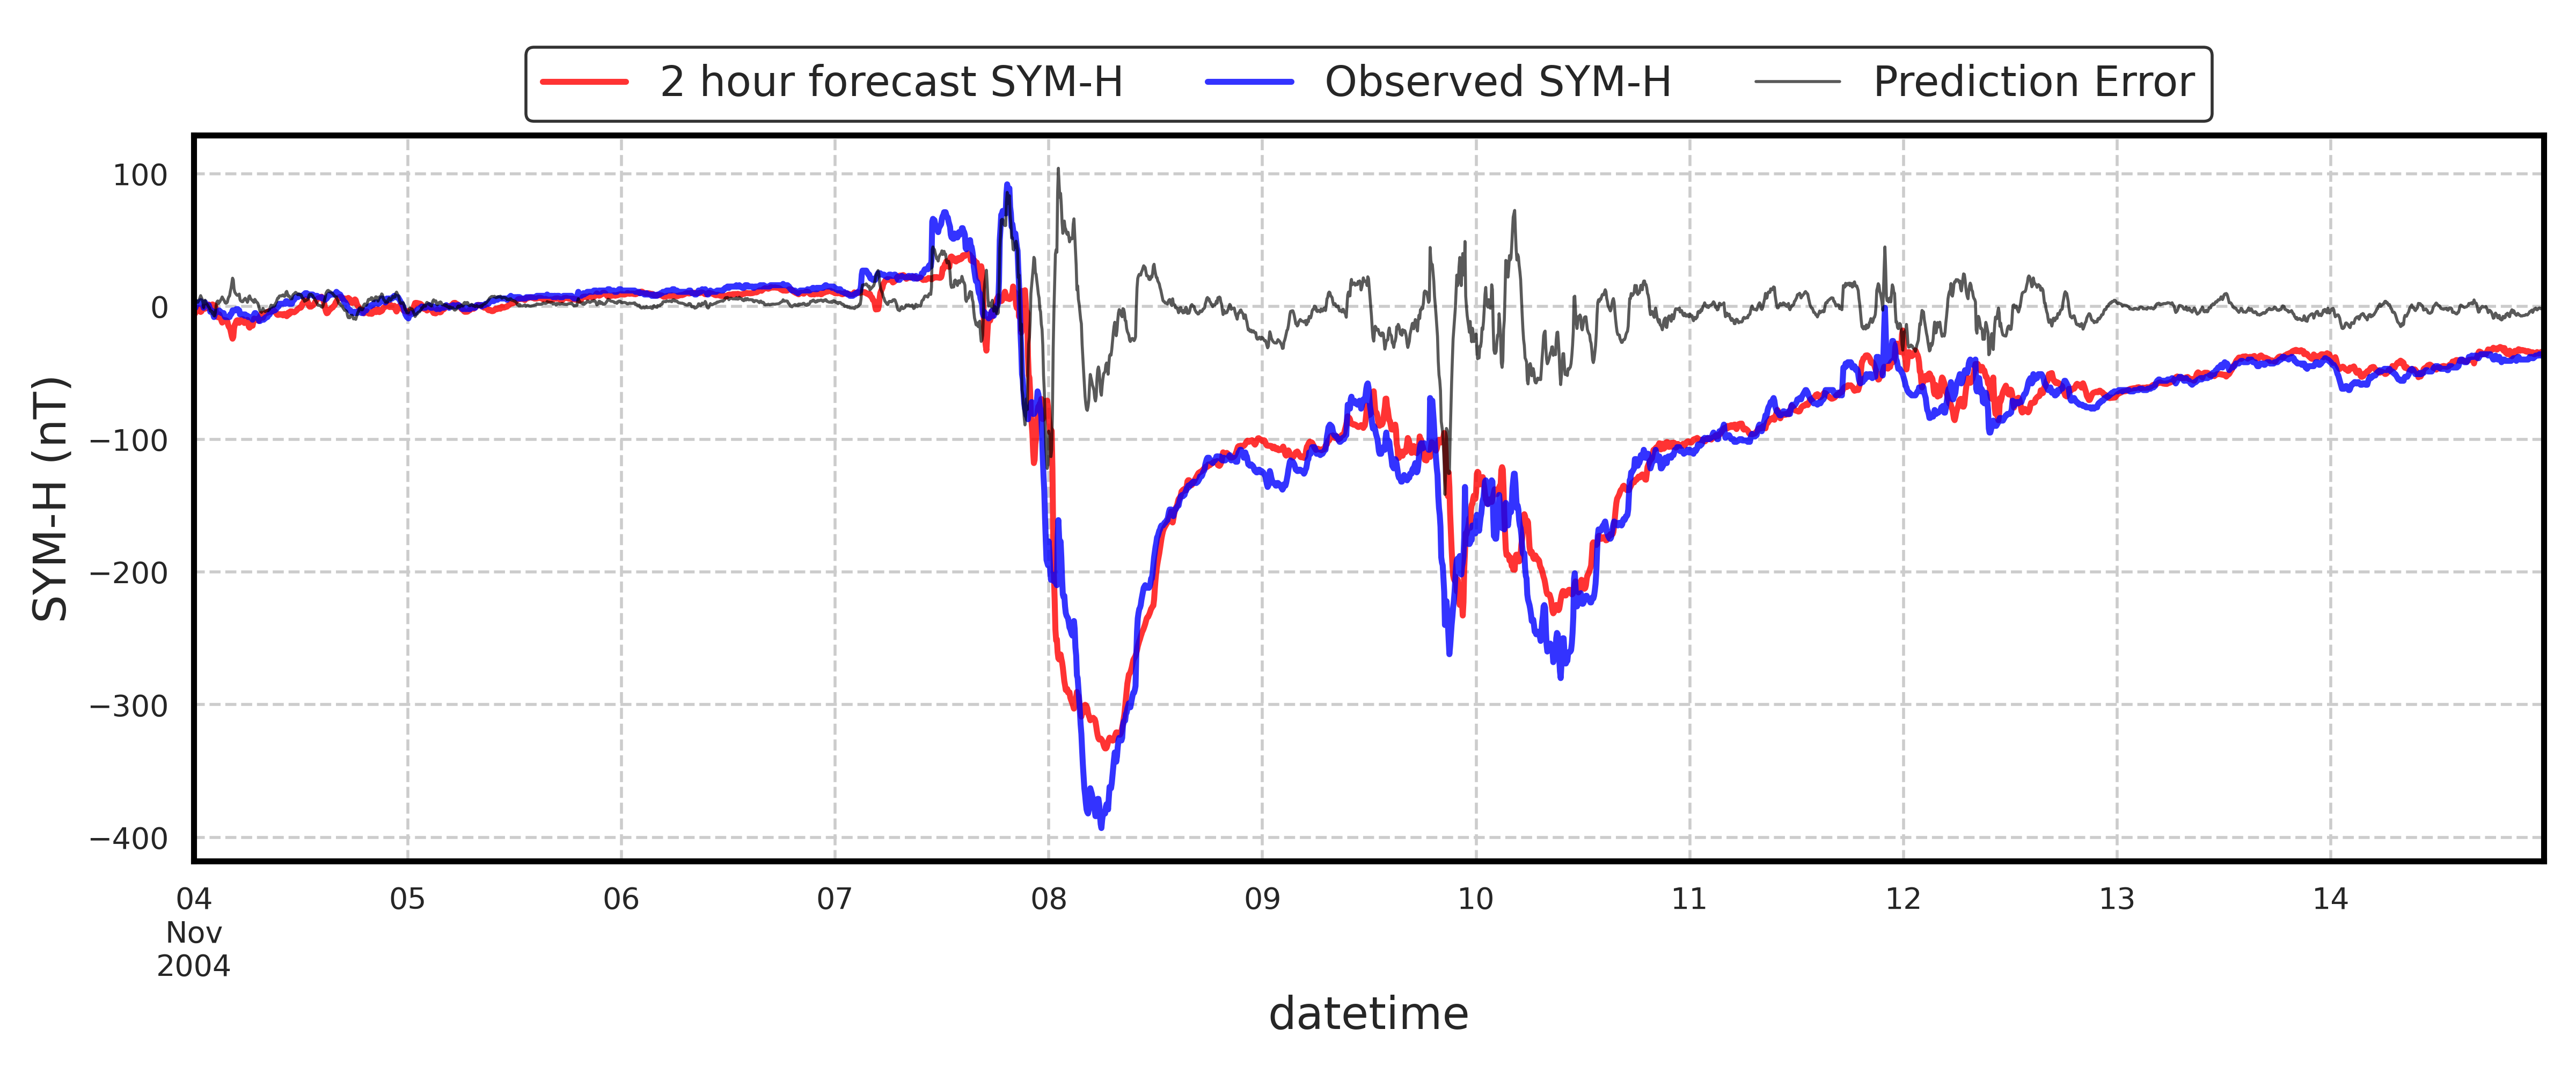 2 hour forecast SYM-H Observed SYM-H Prediction Error
SYM-H (nT)
100
0
−100
−200
−300
−400
04 05 06 07 08 09 10 11 12 13 14
Nov
2004
datetime